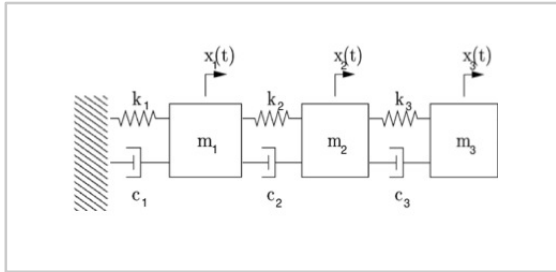 x₁(t) x₂(t) x₃(t)
k₁ k₂ k₃
m₁ m₂ m₃
c₁ c₂ c₃